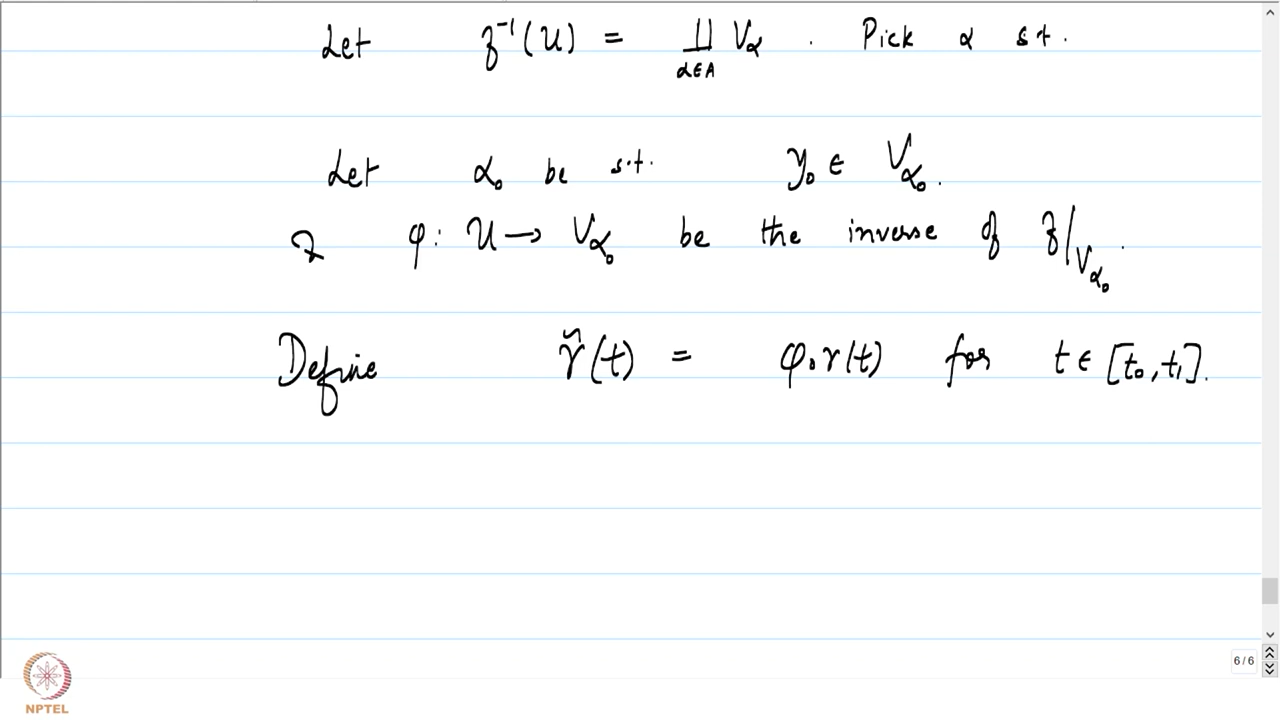 Let q⁻¹(U) = ∐_{α∈A} V_α . Pick α s.t.
Let α₀ be s.t. y₀ ∈ V_{α₀}.
& φ: U → V_{α₀} be the inverse of q|_{V_{α₀}}.
Define γ̃(t) = φ∘γ(t) for t ∈ [t₀, t₁].
6 / 6
NPTEL